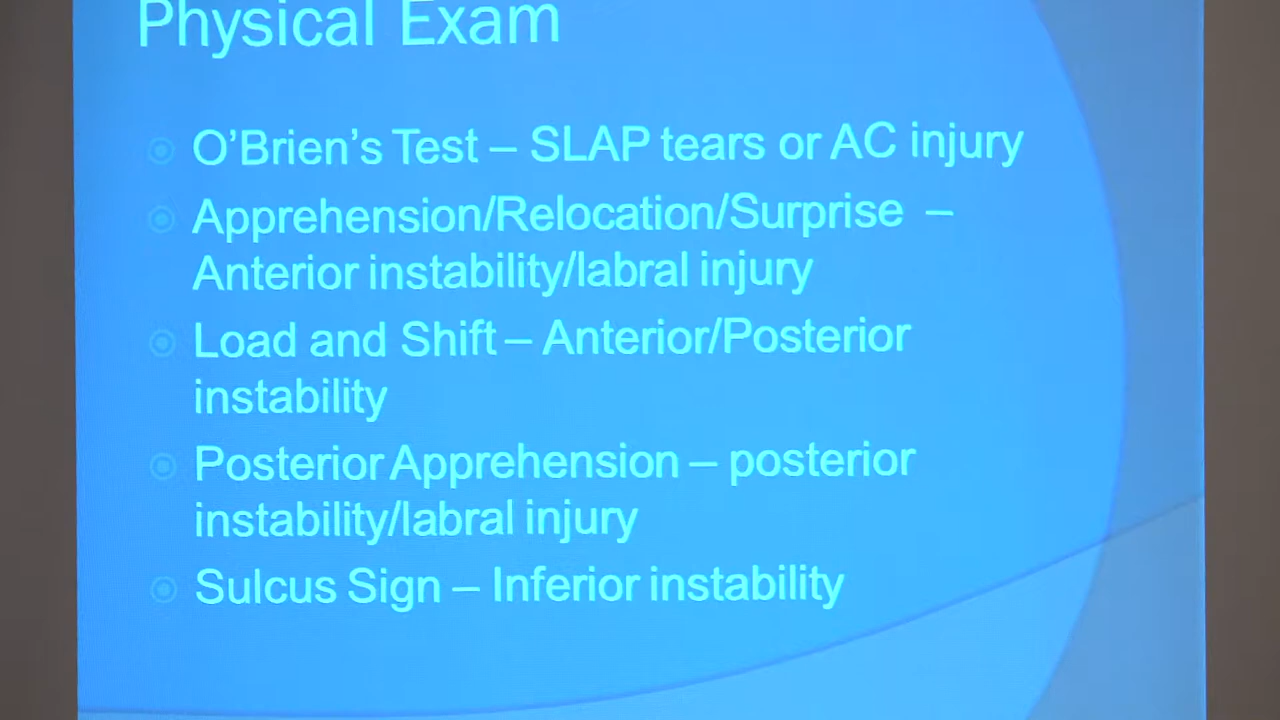 Physical Exam
O’Brien’s Test – SLAP tears or AC injury
Apprehension/Relocation/Surprise –
Anterior instability/labral injury
Load and Shift – Anterior/Posterior
instability
Posterior Apprehension – posterior
instability/labral injury
Sulcus Sign – Inferior instability